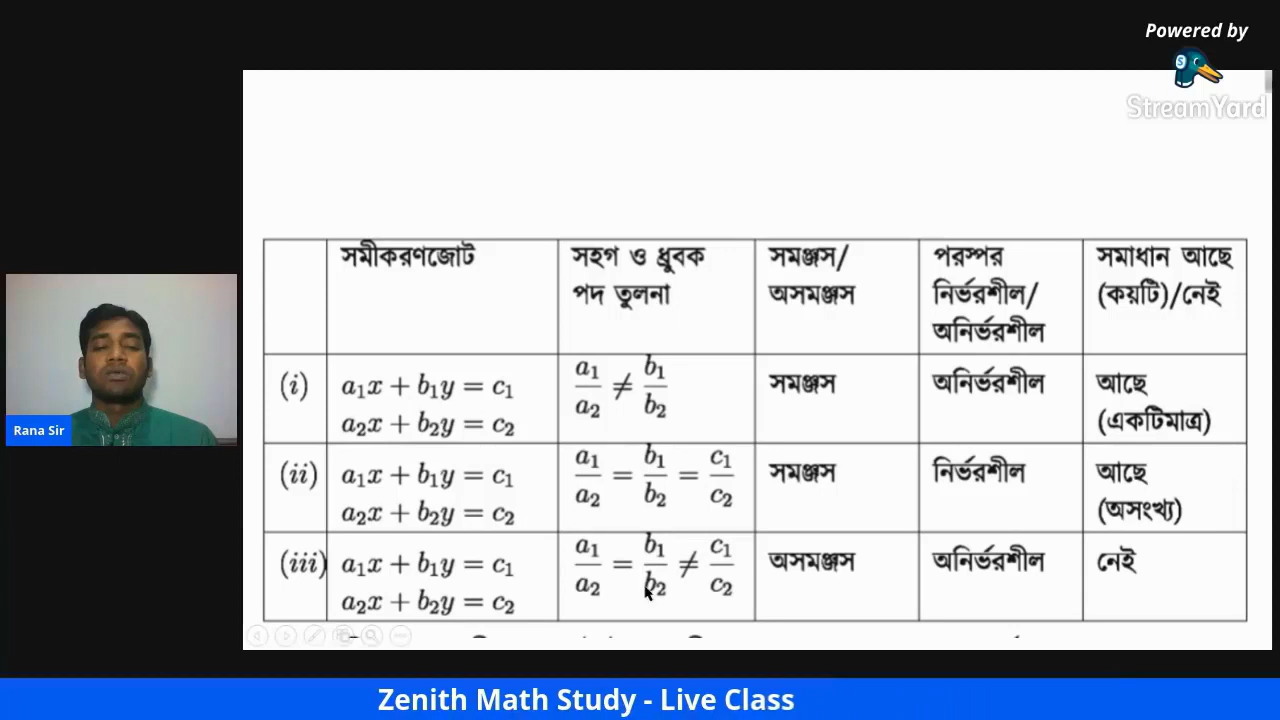 Powered by
StreamYard
সমীকরণজোট
সহগ ও ধ্রুবক
পদ তুলনা
সমঞ্জস/
অসমঞ্জস
পরস্পর
নির্ভরশীল/
অনির্ভরশীল
সমাধান আছে
(কয়টি)/নেই
(i)
a₁x + b₁y = c₁
a₂x + b₂y = c₂
a₁/a₂ ≠ b₁/b₂
সমঞ্জস
অনির্ভরশীল
আছে
(একটিমাত্র)
(ii)
a₁x + b₁y = c₁
a₂x + b₂y = c₂
a₁/a₂ = b₁/b₂ = c₁/c₂
সমঞ্জস
নির্ভরশীল
আছে
(অসংখ্য)
(iii)
a₁x + b₁y = c₁
a₂x + b₂y = c₂
a₁/a₂ = b₁/b₂ ≠ c₁/c₂
অসমঞ্জস
অনির্ভরশীল
নেই
Rana Sir
Zenith Math Study - Live Class